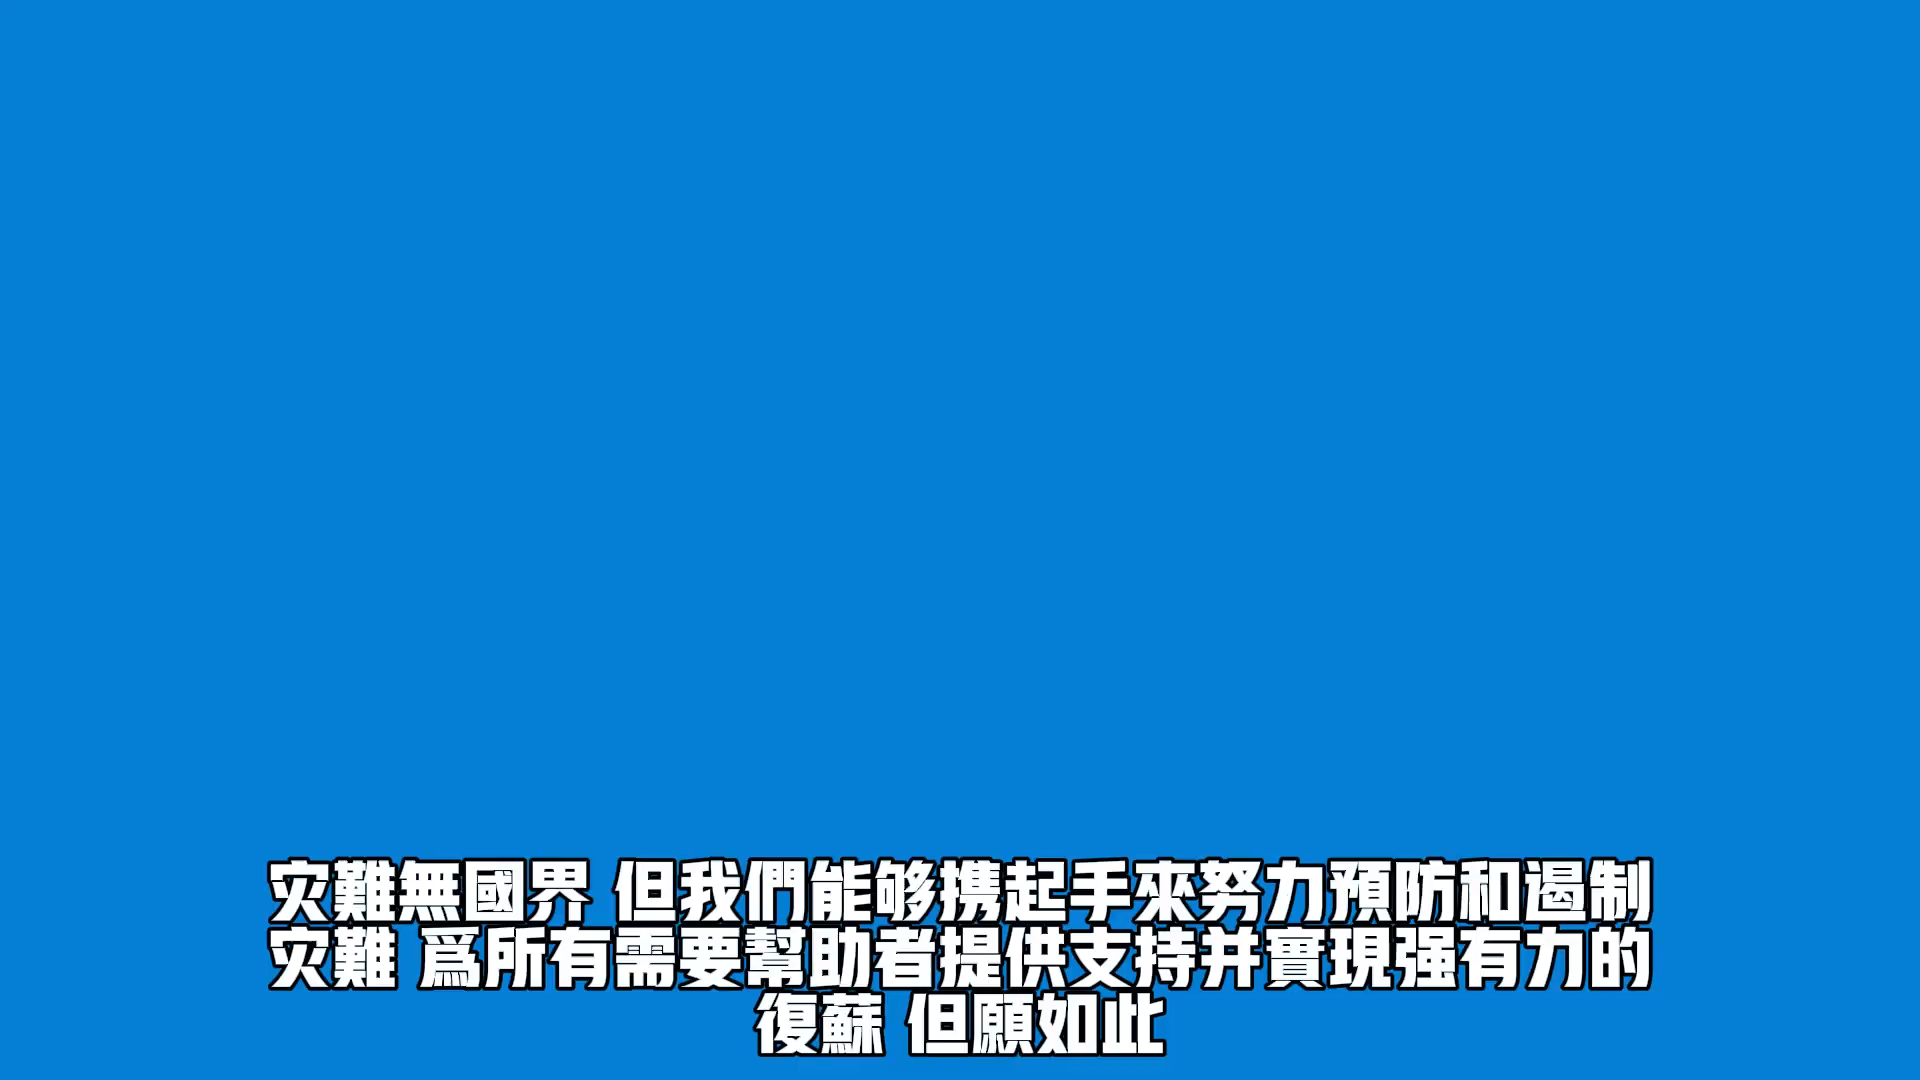 灾難無國界 但我們能够携起手來努力預防和遏制
灾難 爲所有需要幫助者提供支持并實現强有力的
復蘇 但願如此